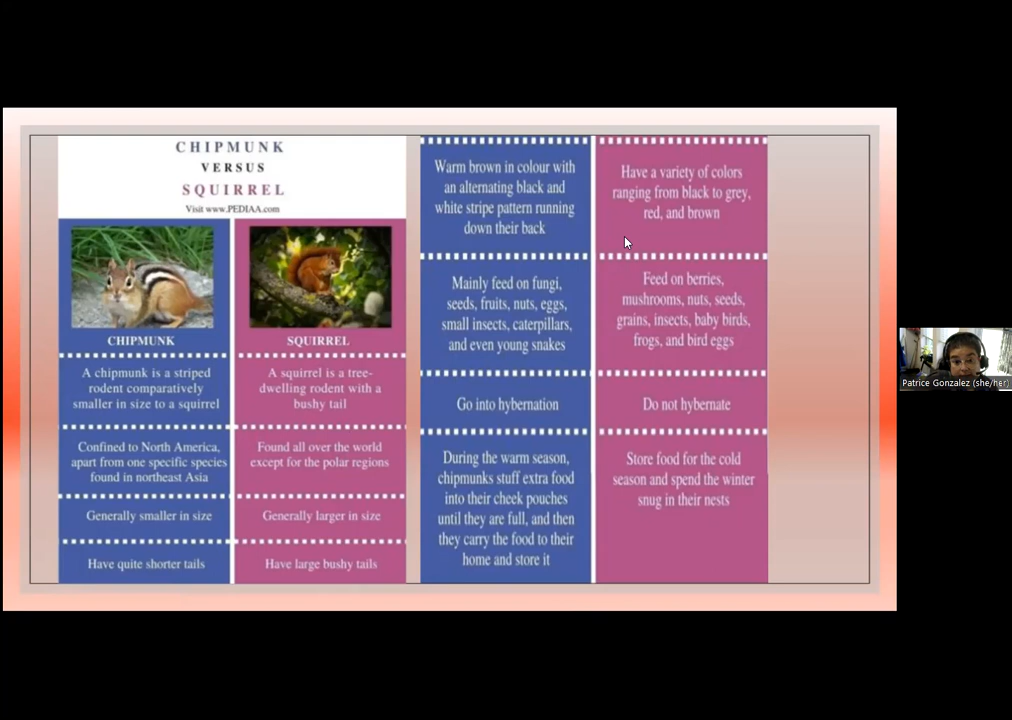 CHIPMUNK
VERSUS
SQUIRREL
Visit www.PEDIAA.com
CHIPMUNK
A chipmunk is a striped
rodent comparatively
smaller in size to a squirrel
Confined to North America,
apart from one specific species
found in northeast Asia
Generally smaller in size
Have quite shorter tails
SQUIRREL
A squirrel is a tree-
dwelling rodent with a
bushy tail
Found all over the world
except for the polar regions
Generally larger in size
Have large bushy tails
Warm brown in colour with
an alternating black and
white stripe pattern running
down their back
Mainly feed on fungi,
seeds, fruits, nuts, eggs,
small insects, caterpillars,
and even young snakes
Go into hybernation
During the warm season,
chipmunks stuff extra food
into their cheek pouches
until they are full, and then
they carry the food to their
home and store it
Have a variety of colors
ranging from black to grey,
red, and brown
Feed on berries,
mushrooms, nuts, seeds,
grains, insects, baby birds,
frogs, and bird eggs
Do not hybernate
Store food for the cold
season and spend the winter
snug in their nests
Patrice Gonzalez (she/her)